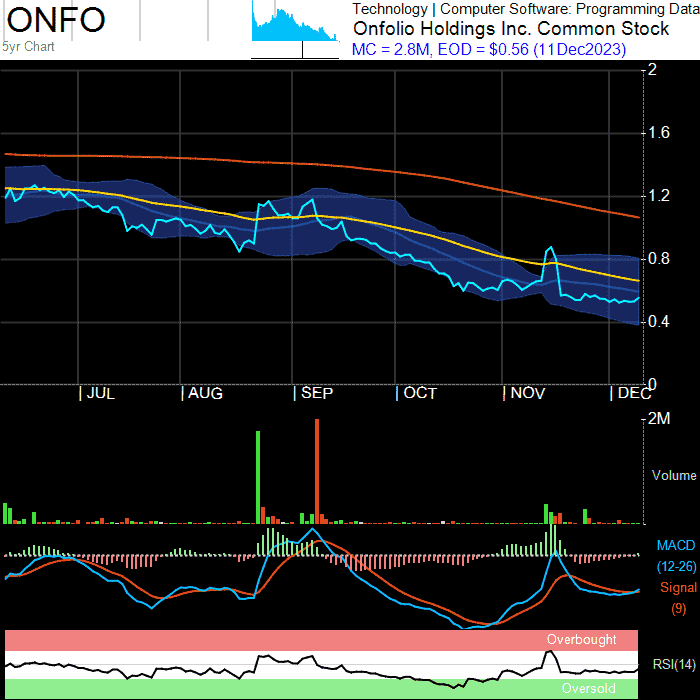 ONFO
5yr Chart
Technology | Computer Software: Programming Data
Onfolio Holdings Inc. Common Stock
MC = 2.8M, EOD = $0.56 (11Dec2023)
2
1.6
1.2
0.8
0.4
0
| JUL | AUG | SEP | OCT | NOV | DEC
2M
Volume
MACD
(12-26)
Signal
(9)
Overbought
RSI(14)
Oversold